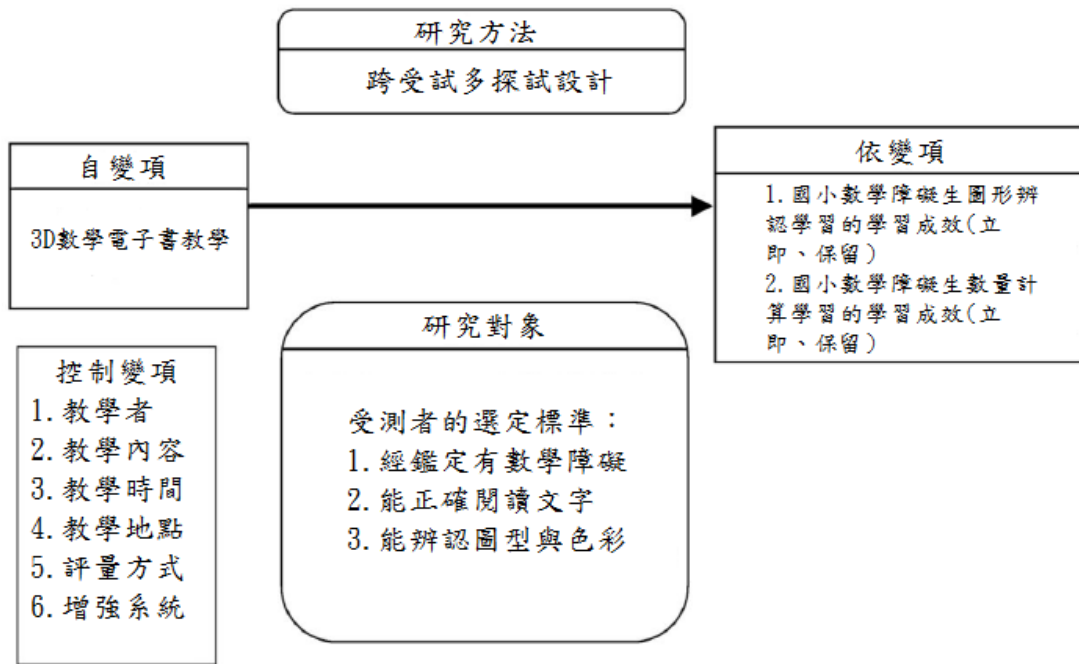 研究方法
跨受試多探試設計
自變項
3D數學電子書教學
依變項
1.國小數學障礙生圖形辨
認學習的學習成效(立
即、保留)
2.國小數學障礙生數量計
算學習的學習成效(立
即、保留)
控制變項
1.教學者
2.教學內容
3.教學時間
4.教學地點
5.評量方式
6.增強系統
研究對象
受測者的選定標準：
1.經鑑定有數學障礙
2.能正確閱讀文字
3.能辨認圖型與色彩